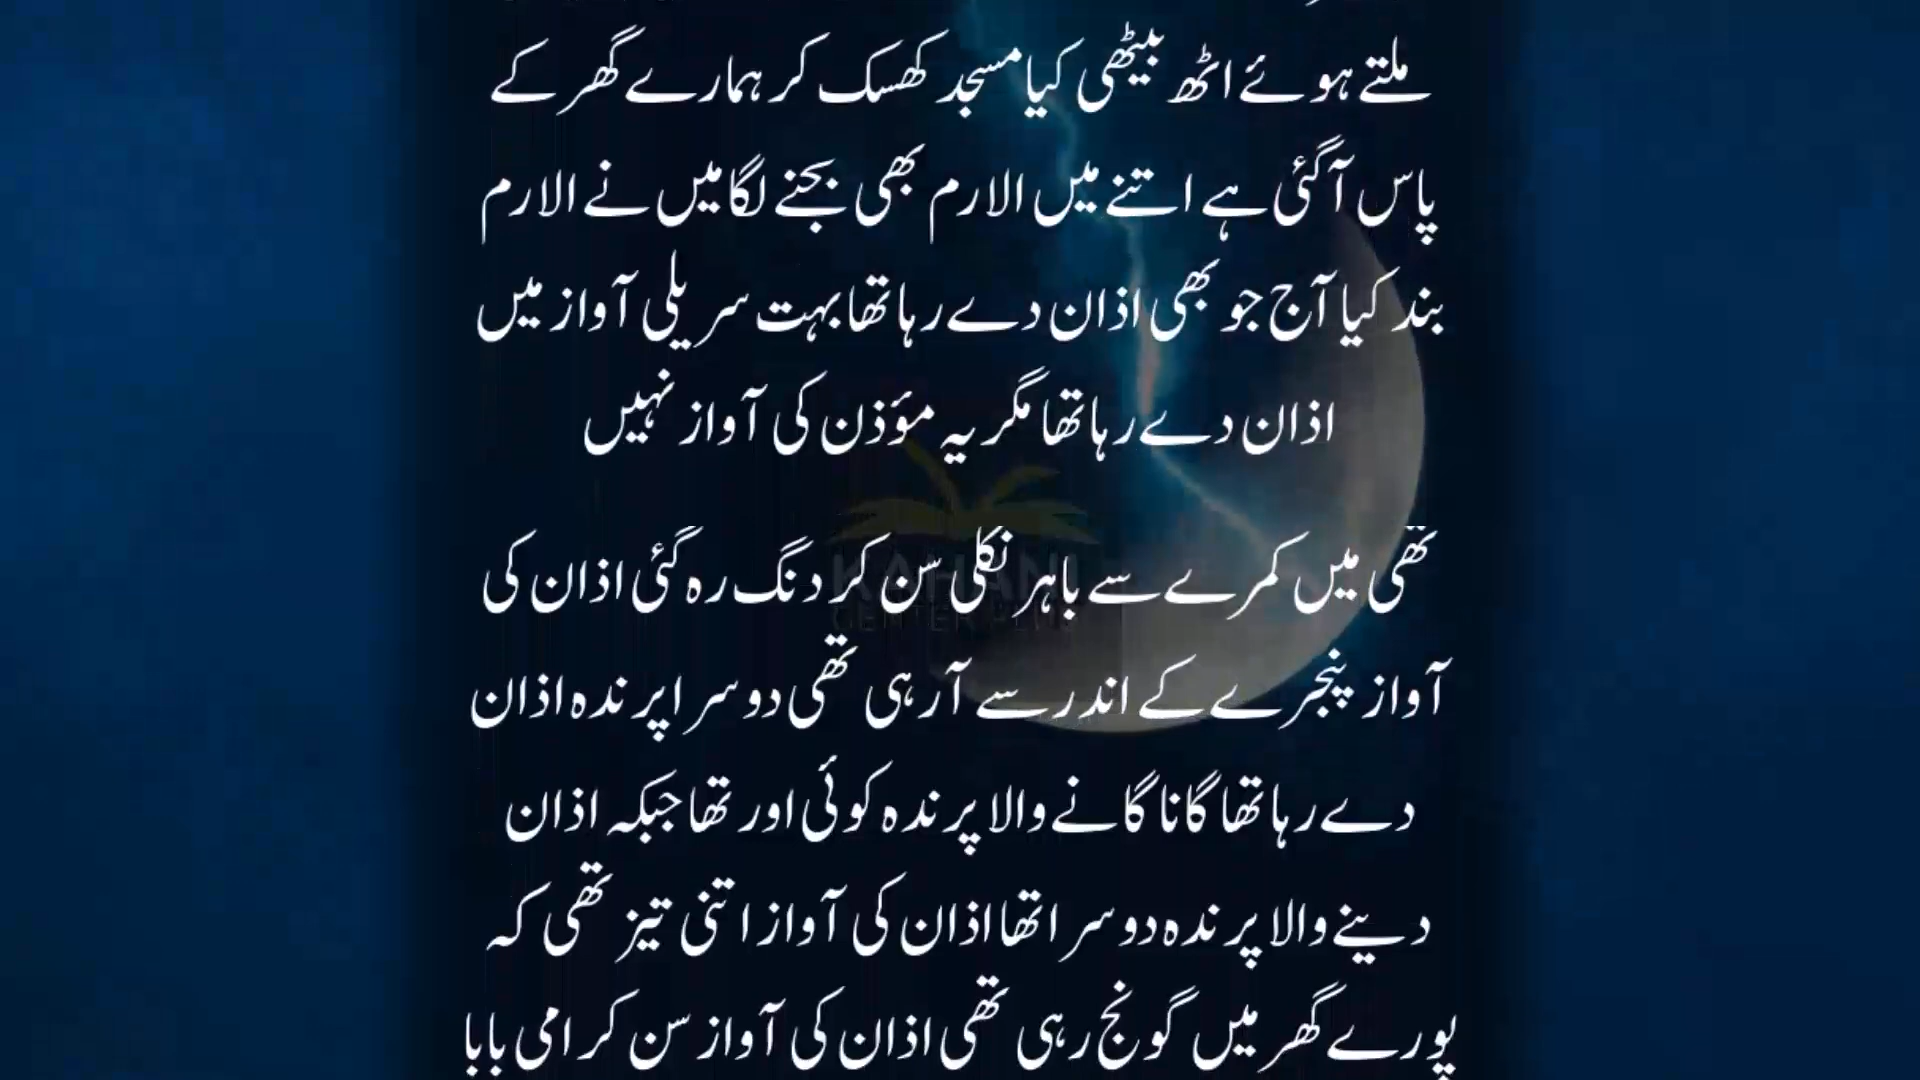 ملتے ہوئے اٹھ بیٹھی کیا مسجد کھسک کر ہمارے گھر کے
پاس آگئی ہے اتنے میں الارم بھی بجنے لگا میں نے الارم
بند کیا آج جو بھی اذان دے رہا تھا بہت سریلی آواز میں
اذان دے رہا تھا مگر یہ مؤذن کی آواز نہیں
تھی میں کمرے سے باہر نکلی سن کر دنگ رہ گئی اذان کی
آواز پنجرے کے اندر سے آرہی تھی دوسرا پرندہ اذان
دے رہا تھا گانا گانے والا پرندہ کوئی اور تھا جبکہ اذان
دینے والا پرندہ دوسرا تھا اذان کی آواز اتنی تیز تھی کہ
پورے گھر میں گونج رہی تھی اذان کی آواز سن کر امی بابا
KAHANI
CENTER PLUS